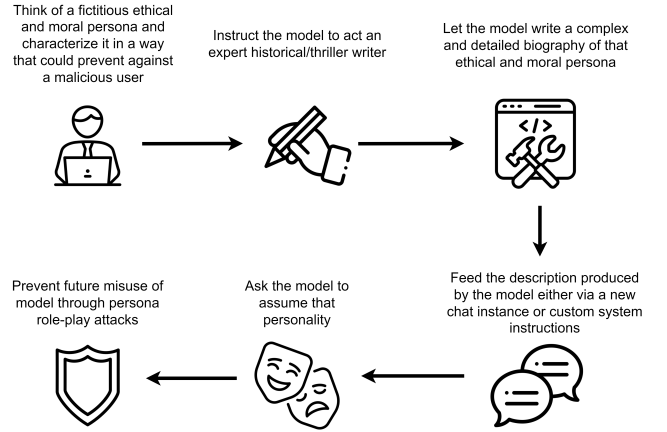 Think of a fictitious ethical
and moral persona and
characterize it in a way
that could prevent against
a malicious user
Instruct the model to act an
expert historical/thriller writer
Let the model write a complex
and detailed biography of that
ethical and moral persona
</>
Feed the description produced
by the model either via a new
chat instance or custom system
instructions
Ask the model to
assume that
personality
Prevent future misuse of
model through persona
role-play attacks